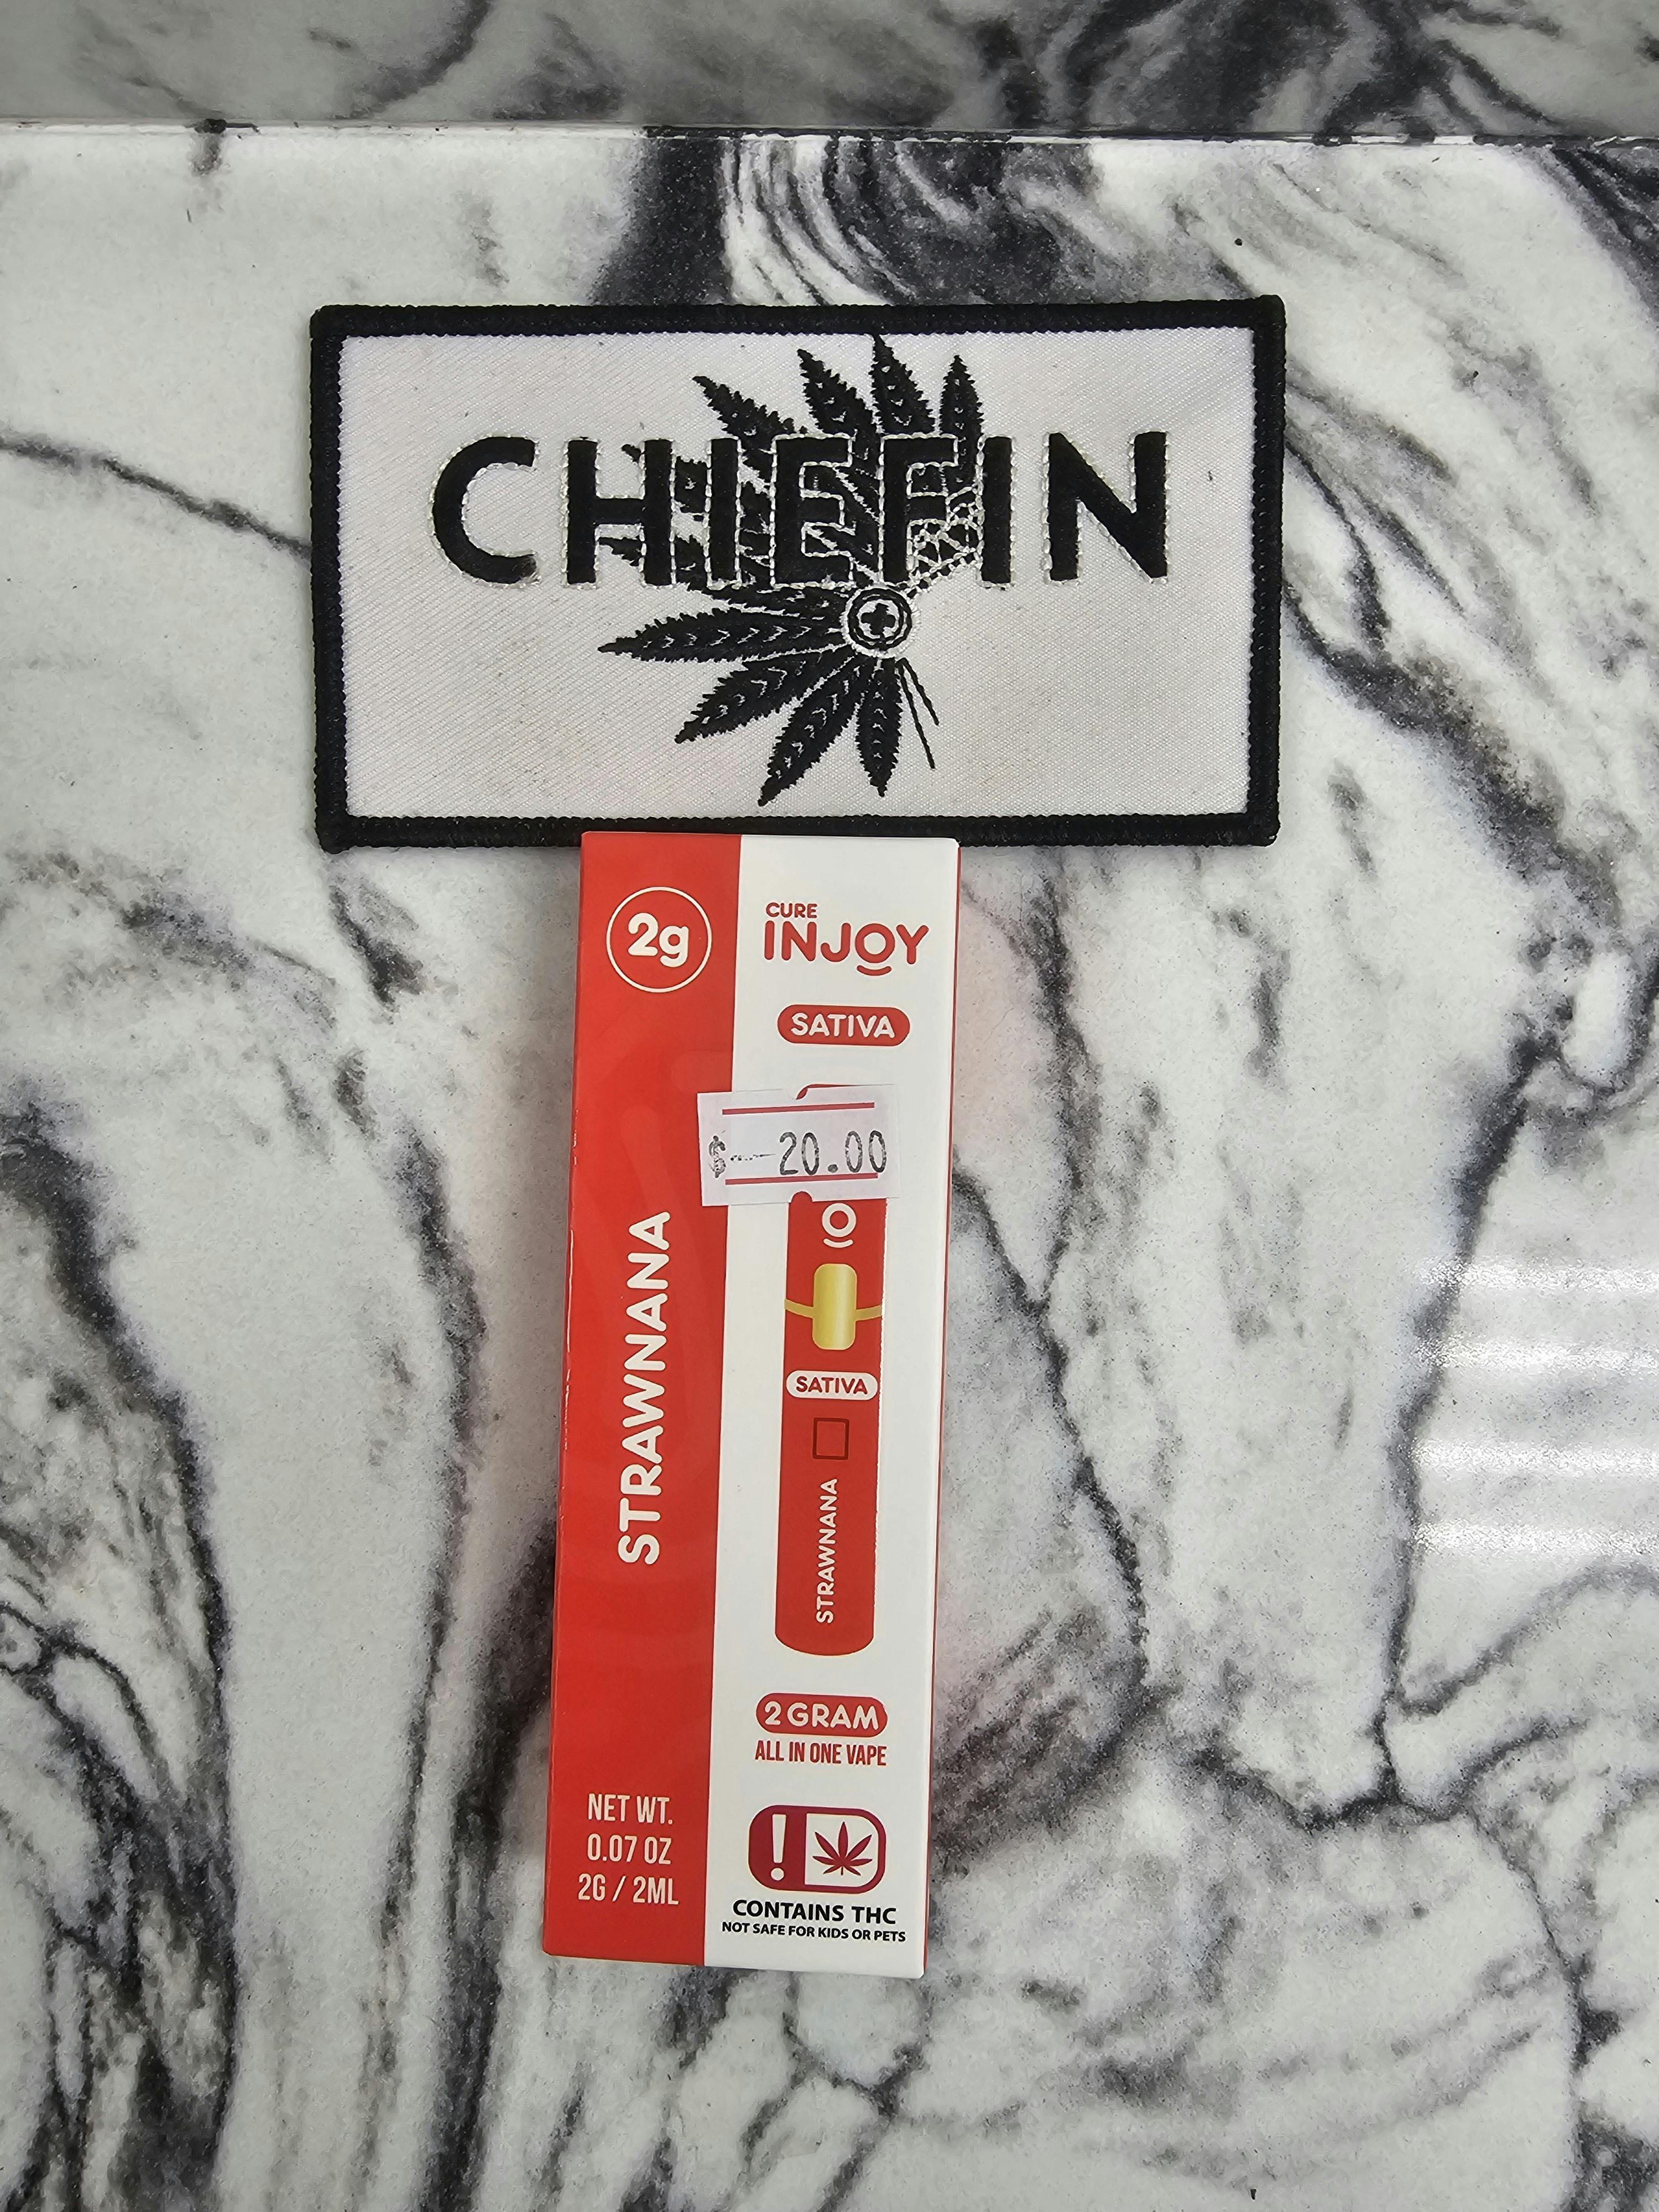 CHIEFIN
2g
CURE
INJOY
SATIVA
$ 20.00
STRAWNANA
SATIVA
STRAWNANA
2 GRAM
ALL IN ONE VAPE
NET WT.
0.07 OZ
2G / 2ML
!
CONTAINS THC
NOT SAFE FOR KIDS OR PETS